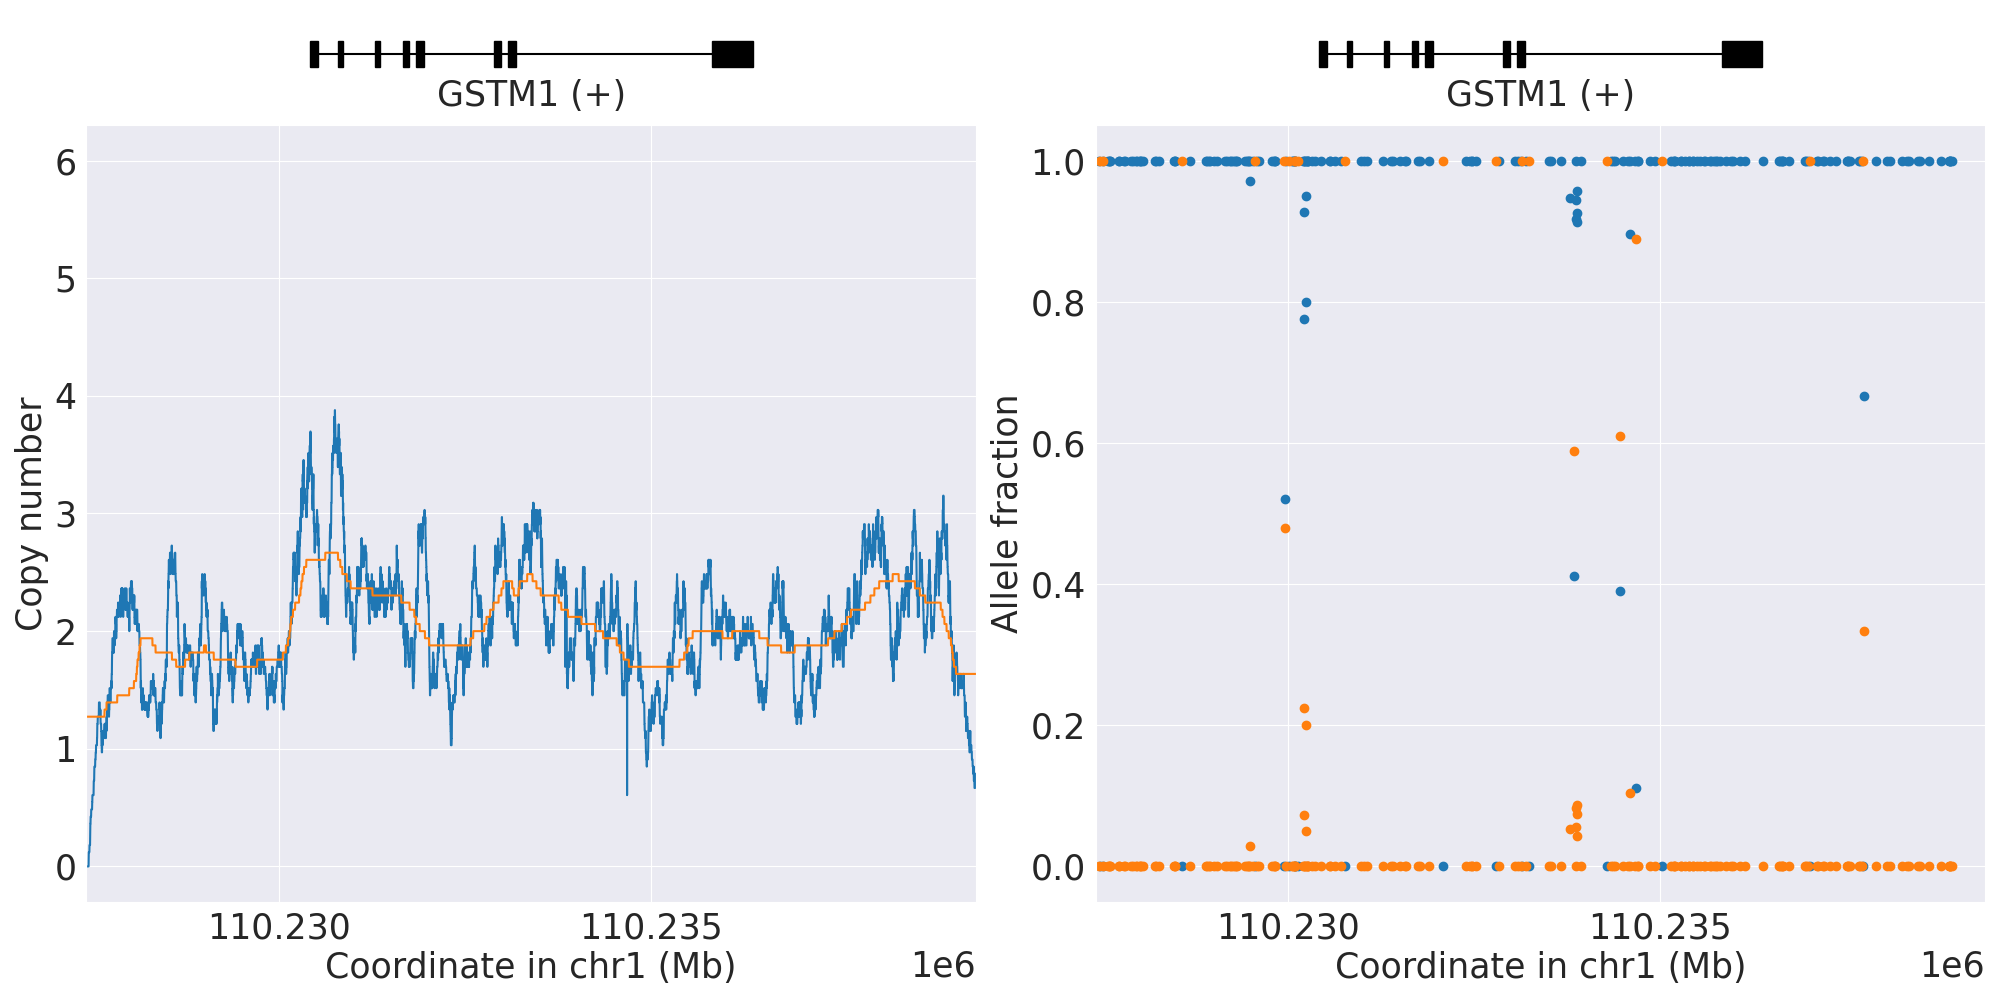 GSTM1 (+)
6
5
4
3
2
1
0
Copy number
110.230
110.235
Coordinate in chr1 (Mb)
1e6
GSTM1 (+)
1.0
0.8
0.6
0.4
0.2
0.0
Allele fraction
110.230
110.235
Coordinate in chr1 (Mb)
1e6